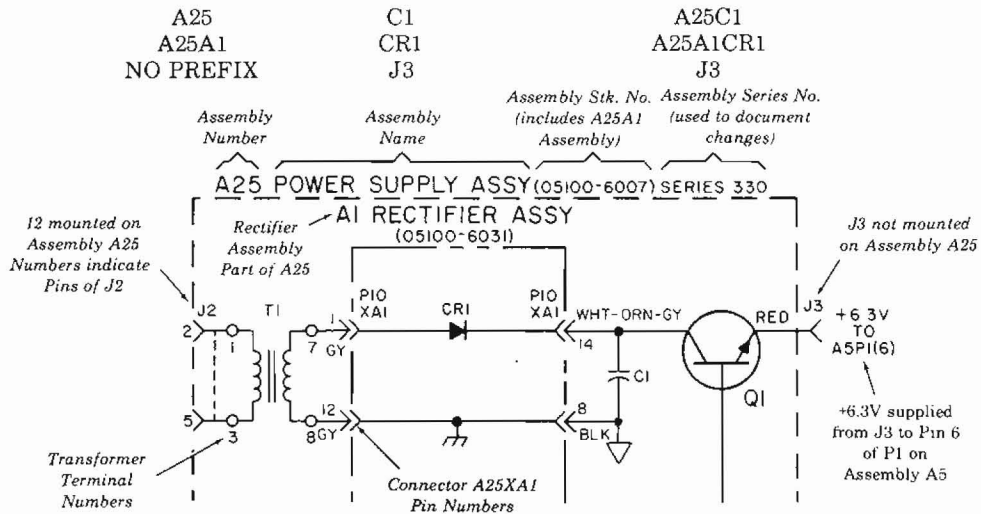 A25 C1 A25C1
A25A1 CR1 A25A1CR1
NO PREFIX J3 J3
Assembly Number
Assembly Name
Assembly Stk. No. (includes A25A1 Assembly)
Assembly Series No. (used to document changes)
A25 POWER SUPPLY ASSY (05100-6007) SERIES 330
A1 RECTIFIER ASSY
(05100-6031)
12 mounted on
Assembly A25
Numbers indicate
Pins of J2
Rectifier
Assembly
Part of A25
J3 not mounted
on Assembly A25
J2
2
1
5
3
T1
1
7
GY
12
8
GY
P10
XA1
CR1
P10
XA1
WHT-ORN-GY
14
8
BLK
C1
Q1
RED
J3
+6.3V
TO
A5P1(6)
+6.3V supplied
from J3 to Pin 6
of P1 on
Assembly A5
Transformer
Terminal
Numbers
Connector A25XA1
Pin Numbers